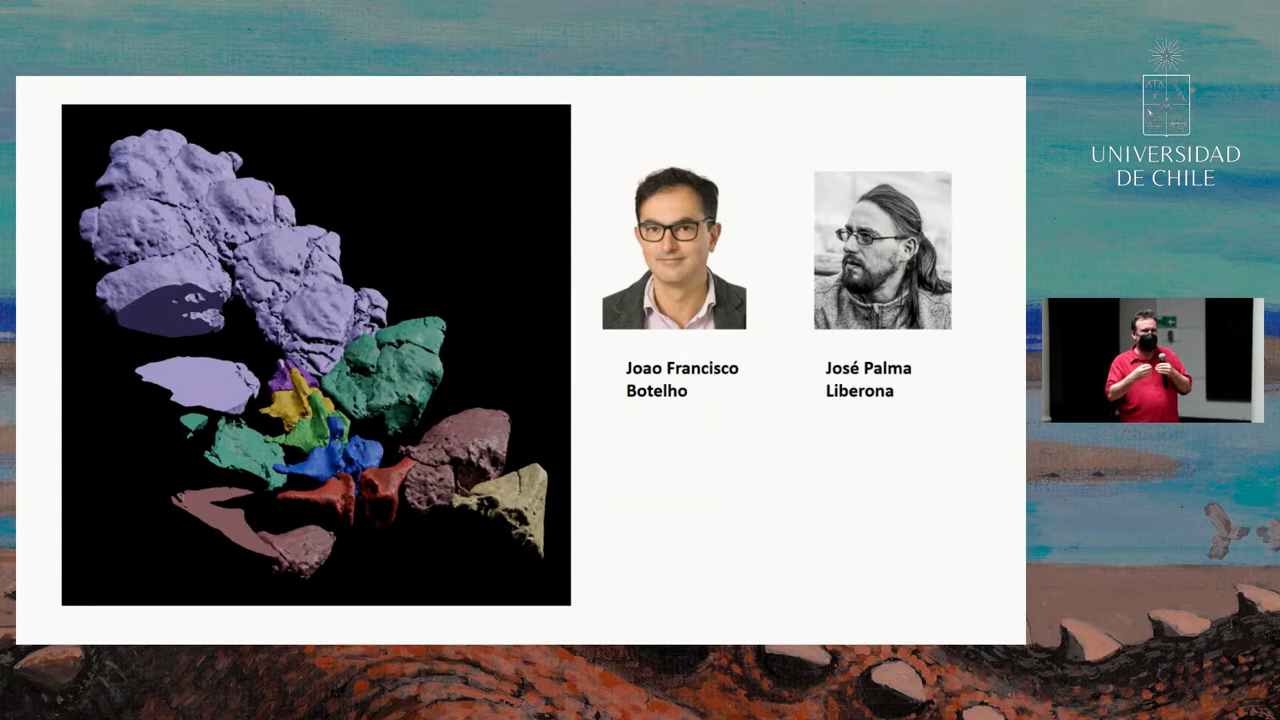 UNIVERSIDAD
DE CHILE
Joao Francisco
Botelho
José Palma
Liberona